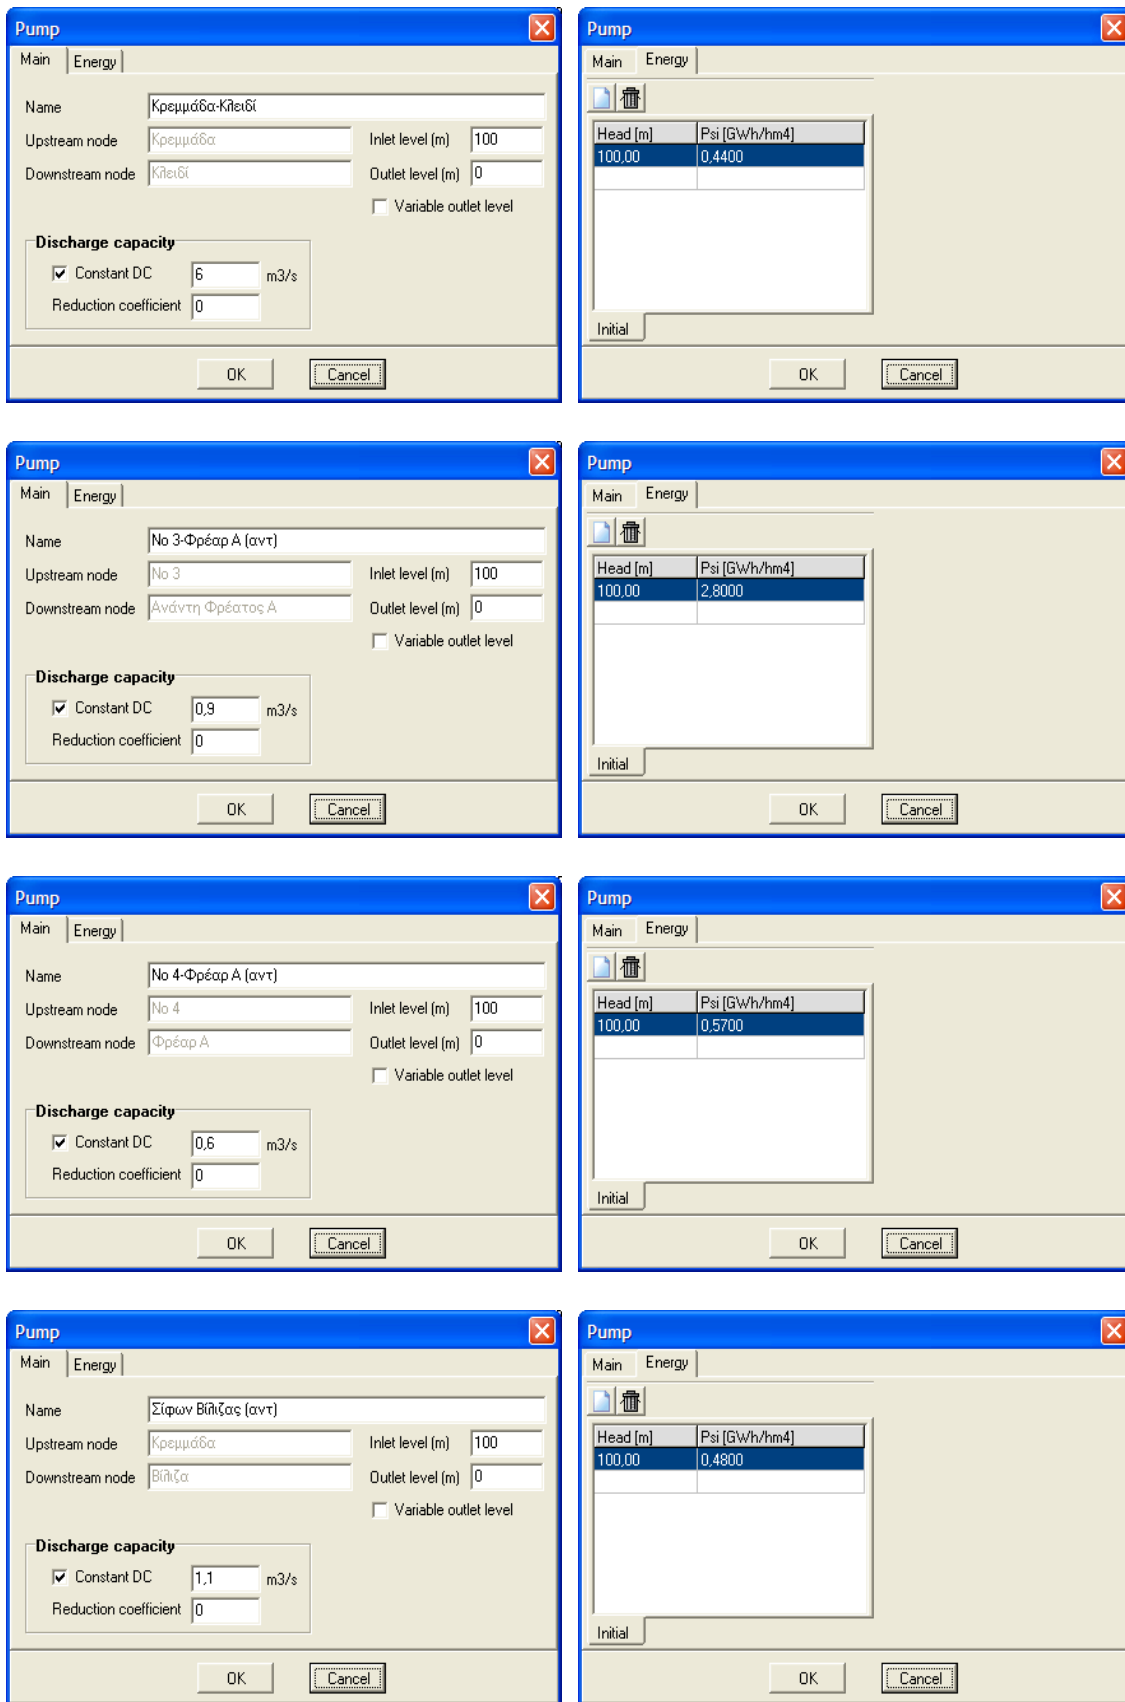 Pump
Main Energy
Name Κρεμμάδα-Κλειδί
Upstream node Κρεμμάδα Inlet level (m) 100
Downstream node Κλειδί Outlet level (m) 0
Variable outlet level
Discharge capacity
Constant DC 6 m3/s
Reduction coefficient 0
OK Cancel
Pump
Main Energy
Head [m] Psi [GWh/hm4]
100,00 0,4400
Initial
OK Cancel
Pump
Main Energy
Name No 3-Φρέαρ Α (αντ)
Upstream node No 3 Inlet level (m) 100
Downstream node Ανάντη Φρέατος Α Outlet level (m) 0
Variable outlet level
Discharge capacity
Constant DC 0,9 m3/s
Reduction coefficient 0
OK Cancel
Pump
Main Energy
Head [m] Psi [GWh/hm4]
100,00 2,8000
Initial
OK Cancel
Pump
Main Energy
Name No 4-Φρέαρ Α (αντ)
Upstream node No 4 Inlet level (m) 100
Downstream node Φρέαρ Α Outlet level (m) 0
Variable outlet level
Discharge capacity
Constant DC 0,6 m3/s
Reduction coefficient 0
OK Cancel
Pump
Main Energy
Head [m] Psi [GWh/hm4]
100,00 0,5700
Initial
OK Cancel
Pump
Main Energy
Name Σίφων Βίλιζας (αντ)
Upstream node Κρεμμάδα Inlet level (m) 100
Downstream node Βίλιζα Outlet level (m) 0
Variable outlet level
Discharge capacity
Constant DC 1,1 m3/s
Reduction coefficient 0
OK Cancel
Pump
Main Energy
Head [m] Psi [GWh/hm4]
100,00 0,4800
Initial
OK Cancel